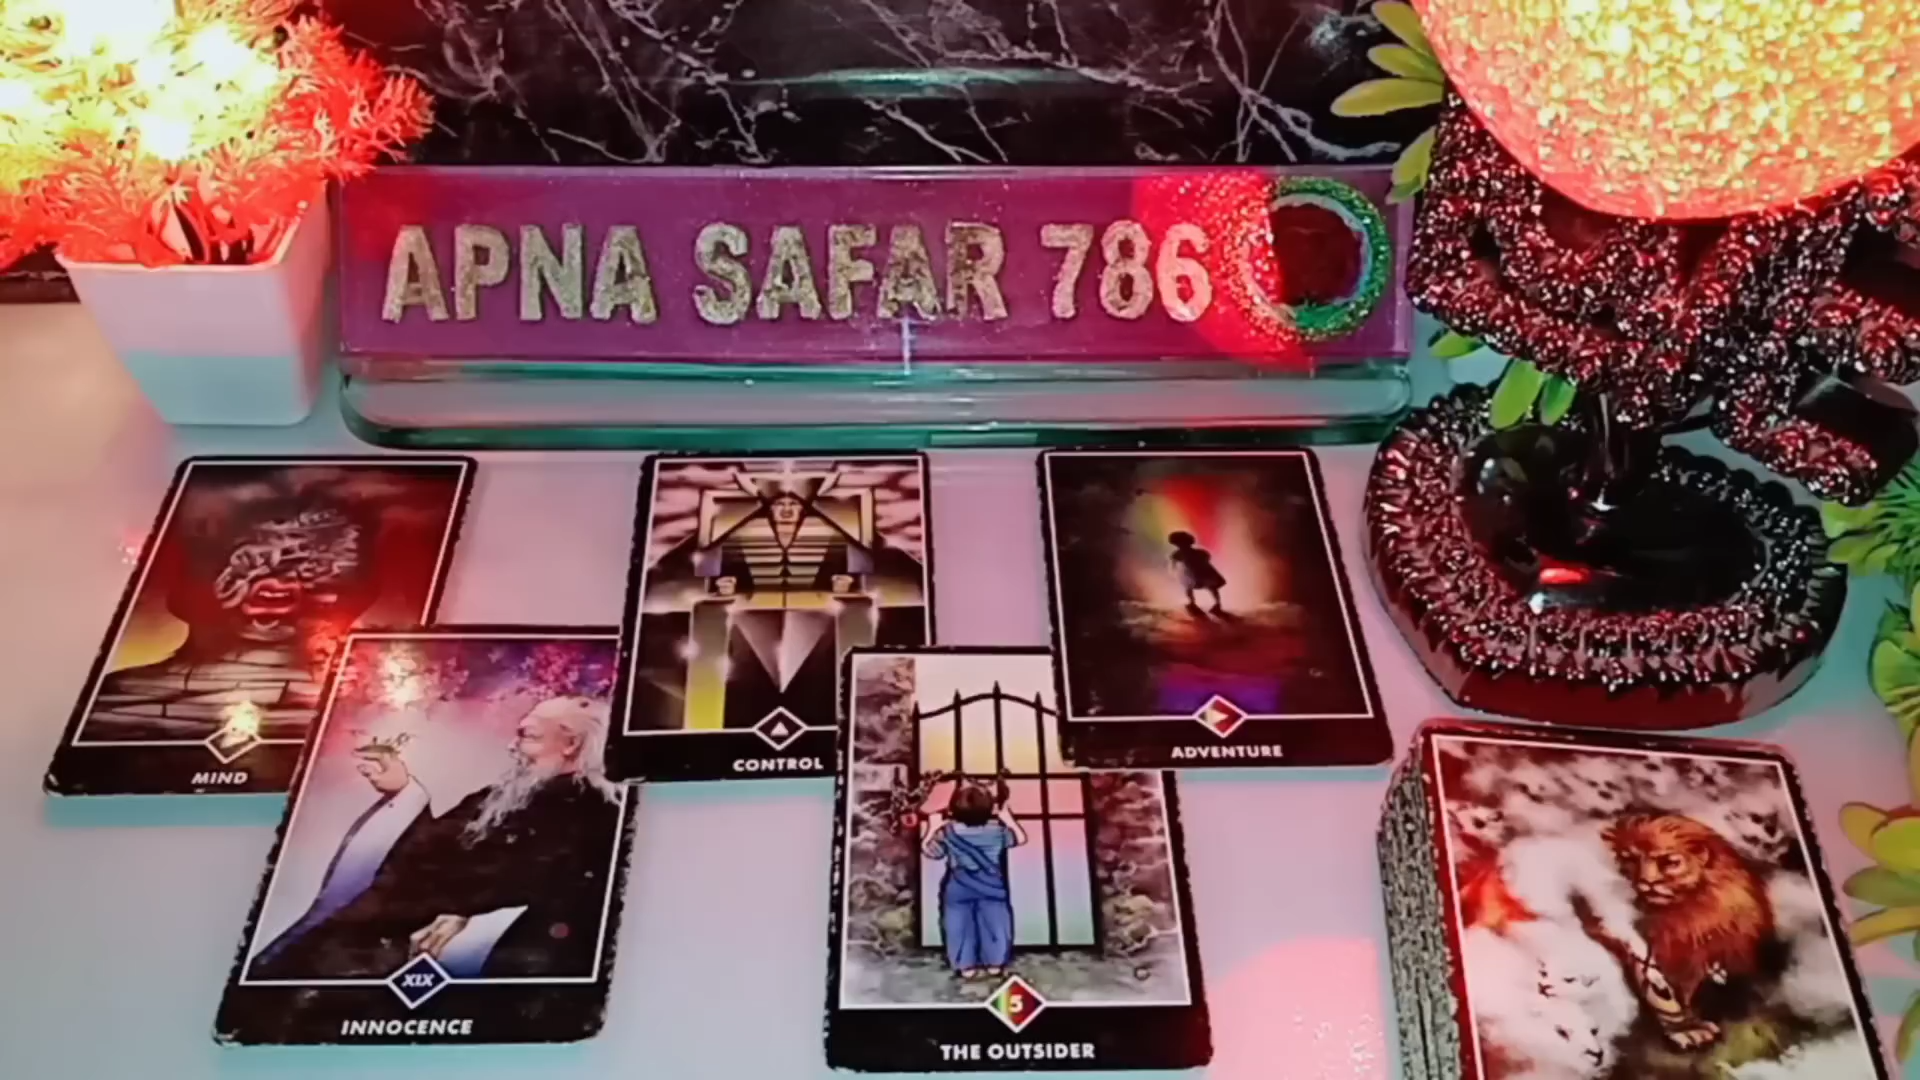 APNA SAFAR 786
MIND
CONTROL
ADVENTURE
XIX
INNOCENCE
5
THE OUTSIDER